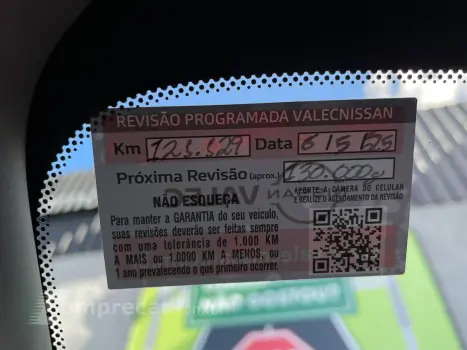 REVISÃO PROGRAMADA VALECNISSAN
Km 123.329 Data 6/5/25
Próxima Revisão (aprox.) 130.000
NÃO ESQUEÇA
Para manter a GARANTIA do seu veículo,
suas revisões deverão ser feitas sempre
com uma tolerância de 1.000 KM
A MAIS ou 1.0000 KM A MENOS, ou
1 ano prevalecendo o que primeiro ocorrer.
APONTE A CÂMERA DO CELULAR
E REALIZE O AGENDAMENTO DA REVISÃO